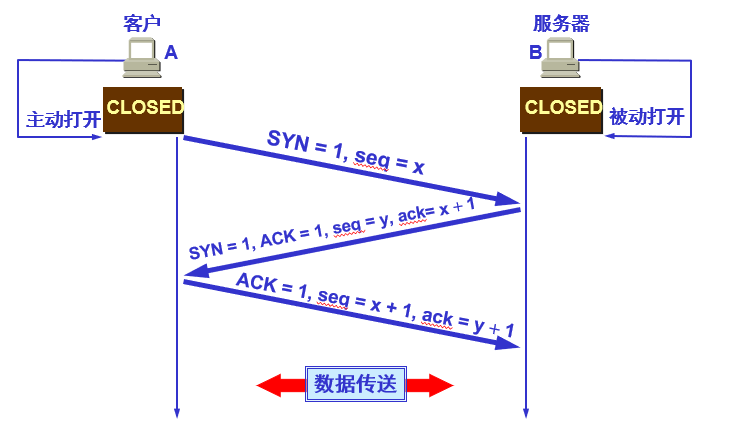 客户
服务器
A
B
CLOSED
CLOSED
主动打开
被动打开
SYN = 1, seq = x
SYN = 1, ACK = 1, seq = y, ack= x + 1
ACK = 1, seq = x + 1, ack = y + 1
数据传送